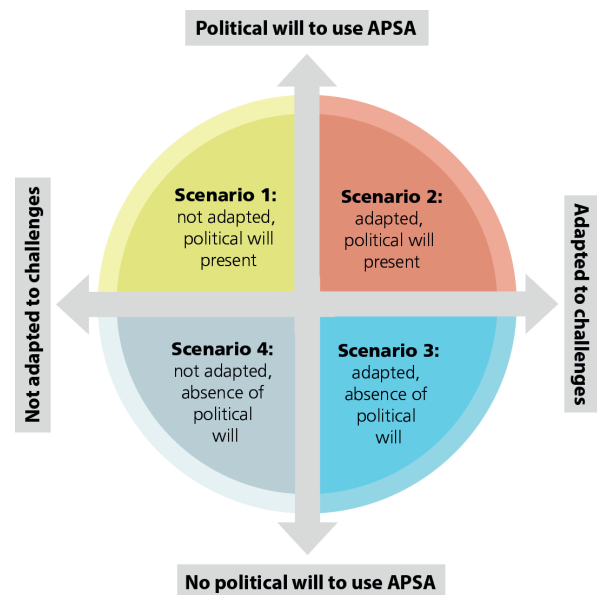 Political will to use APSA
Not adapted to challenges
Scenario 1:
not adapted,
political will
present
Scenario 2:
adapted,
political will
present
Adapted to challenges
Scenario 4:
not adapted,
absence of
political
will
Scenario 3:
adapted,
absence of
political
will
No political will to use APSA